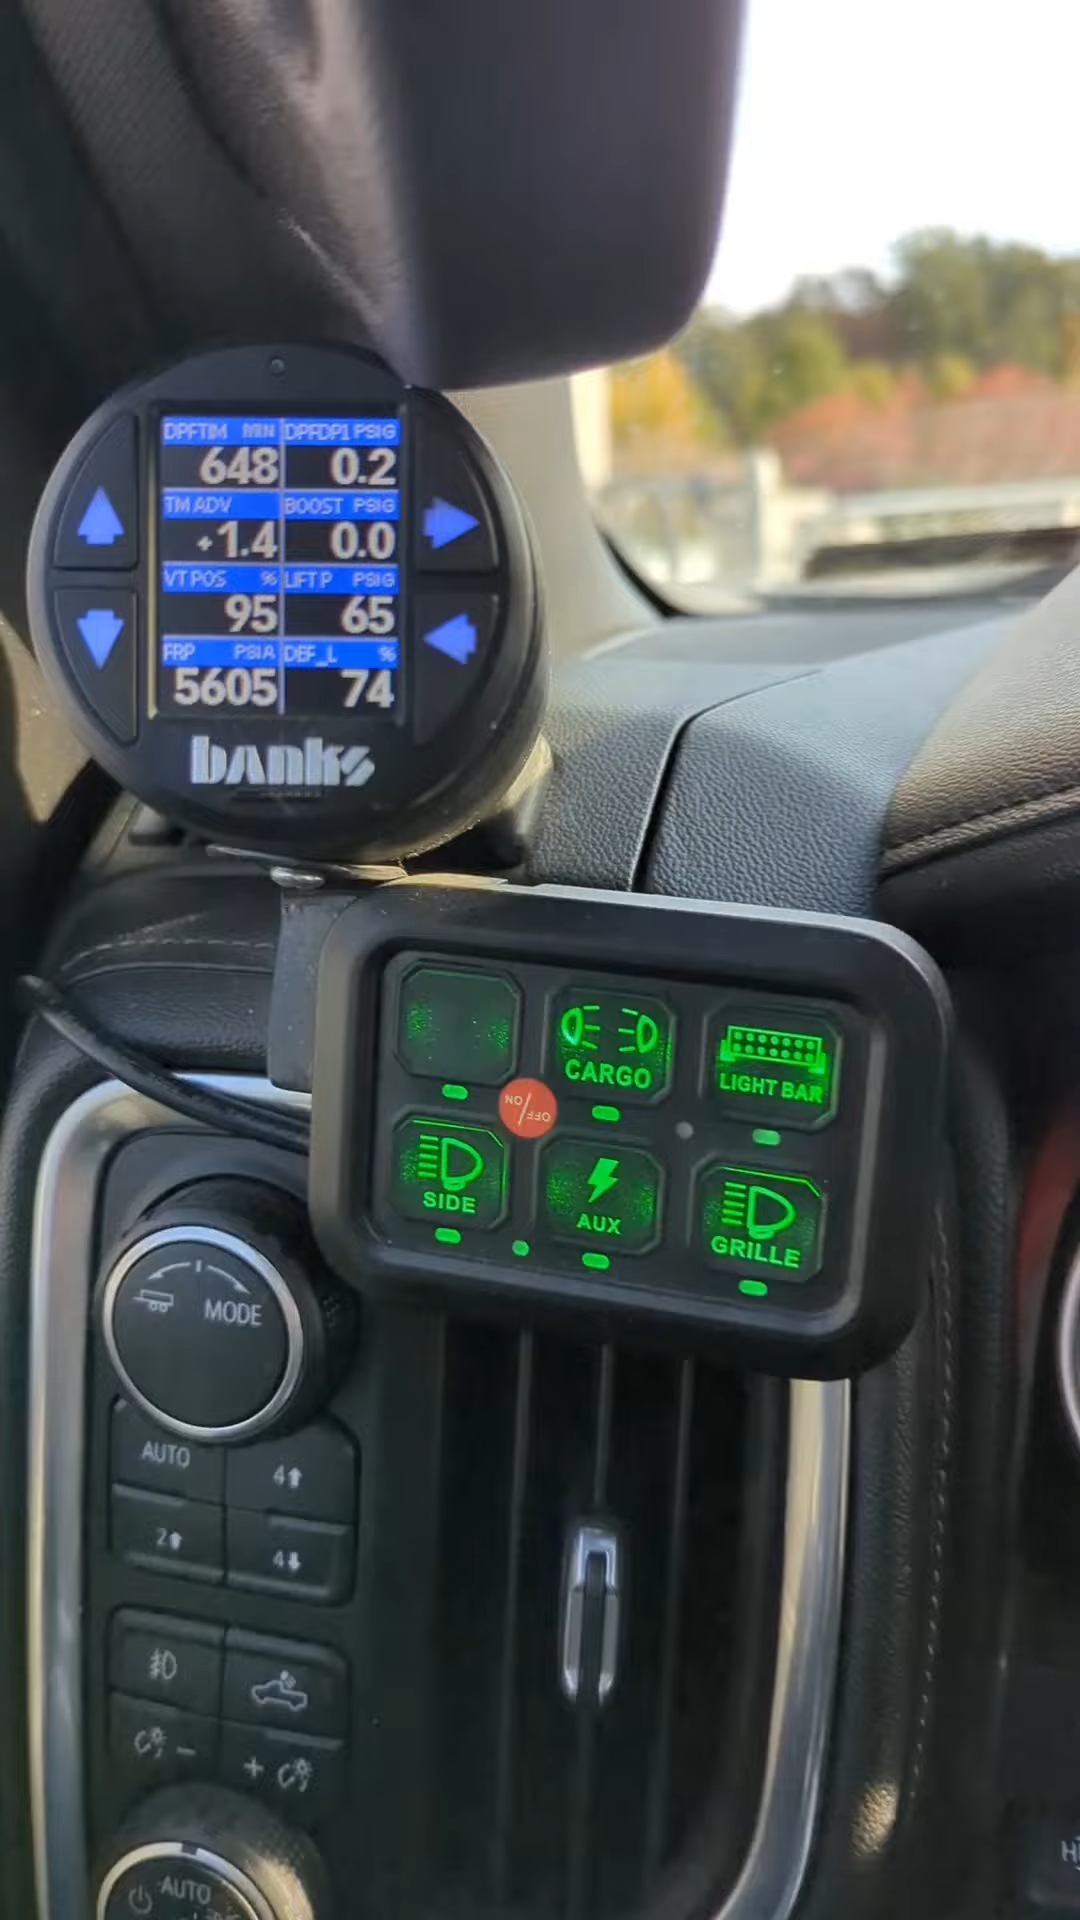 DPFTIM MIN DPFDP1 PSIG
648 0.2
TM ADV BOOST PSIG
+1.4 0.0
VT POS % LIFT P PSIG
95 65
FRP PSIA DEF_L %
5605 74
banks
CARGO
LIGHT BAR
ON/OFF
SIDE
AUX
GRILLE
MODE
AUTO
4
2
4
−
+
AUTO